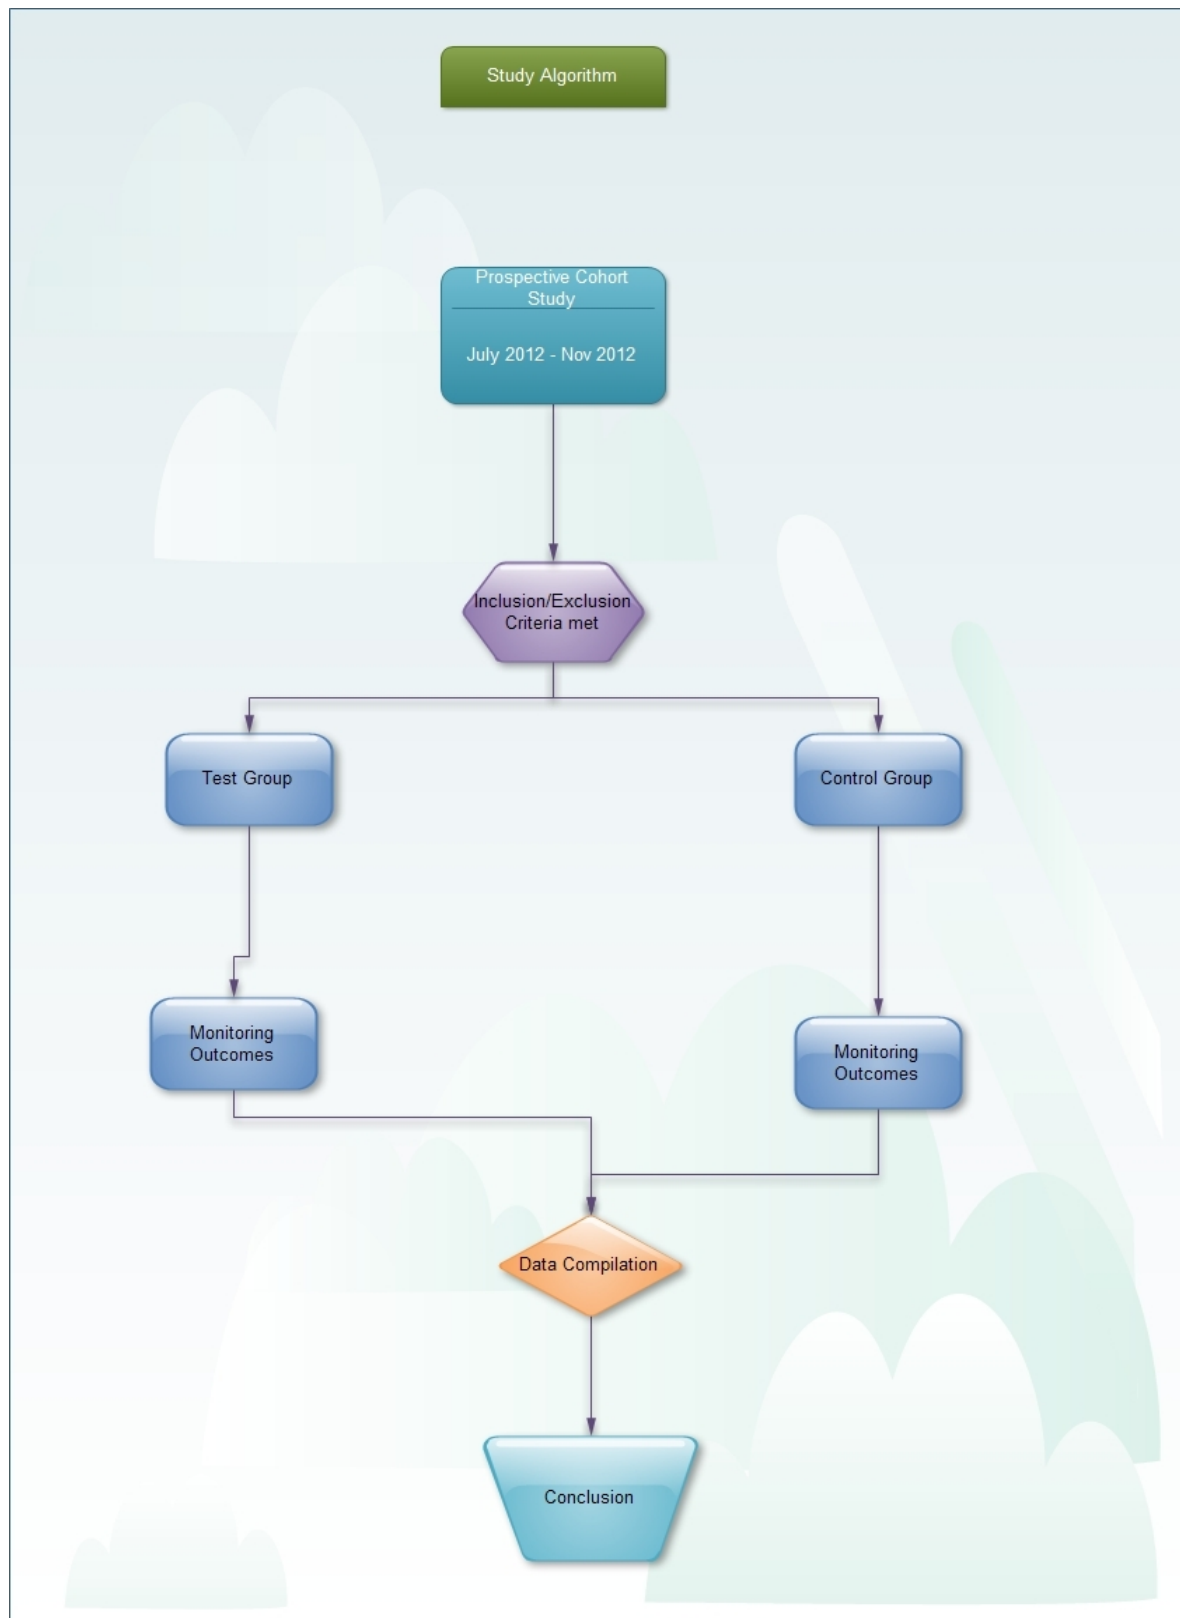 Study Algorithm
Prospective Cohort
Study
July 2012 - Nov 2012
Inclusion/Exclusion
Criteria met
Test Group
Control Group
Monitoring
Outcomes
Monitoring
Outcomes
Data Compilation
Conclusion